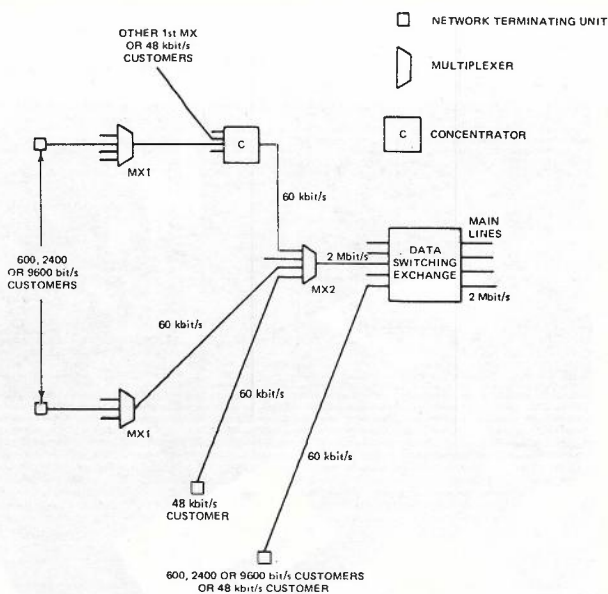 NETWORK TERMINATING UNIT
OTHER 1st MX
OR 48 kbit/s
CUSTOMERS
MULTIPLEXER
C
CONCENTRATOR
C
MX1
60 kbit/s
MAIN
LINES
600, 2400
OR 9600 bit/s
CUSTOMERS
2 Mbit/s
DATA
SWITCHING
EXCHANGE
MX2
2 Mbit/s
60 kbit/s
60 kbit/s
MX1
60 kbit/s
48 kbit/s
CUSTOMER
600, 2400 OR 9600 bit/s CUSTOMERS
OR 48 kbit/s CUSTOMER